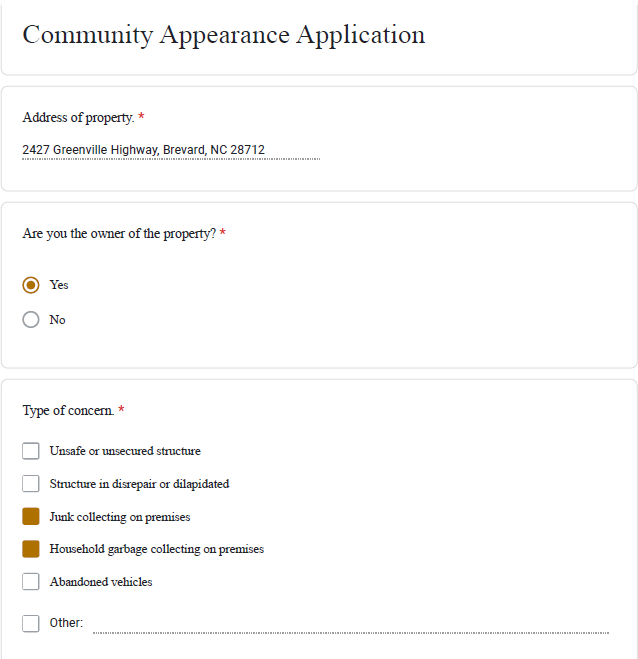 Community Appearance Application
Address of property. *
2427 Greenville Highway, Brevard, NC 28712
Are you the owner of the property? *
Yes
No
Type of concern. *
Unsafe or unsecured structure
Structure in disrepair or dilapidated
Junk collecting on premises
Household garbage collecting on premises
Abandoned vehicles
Other: